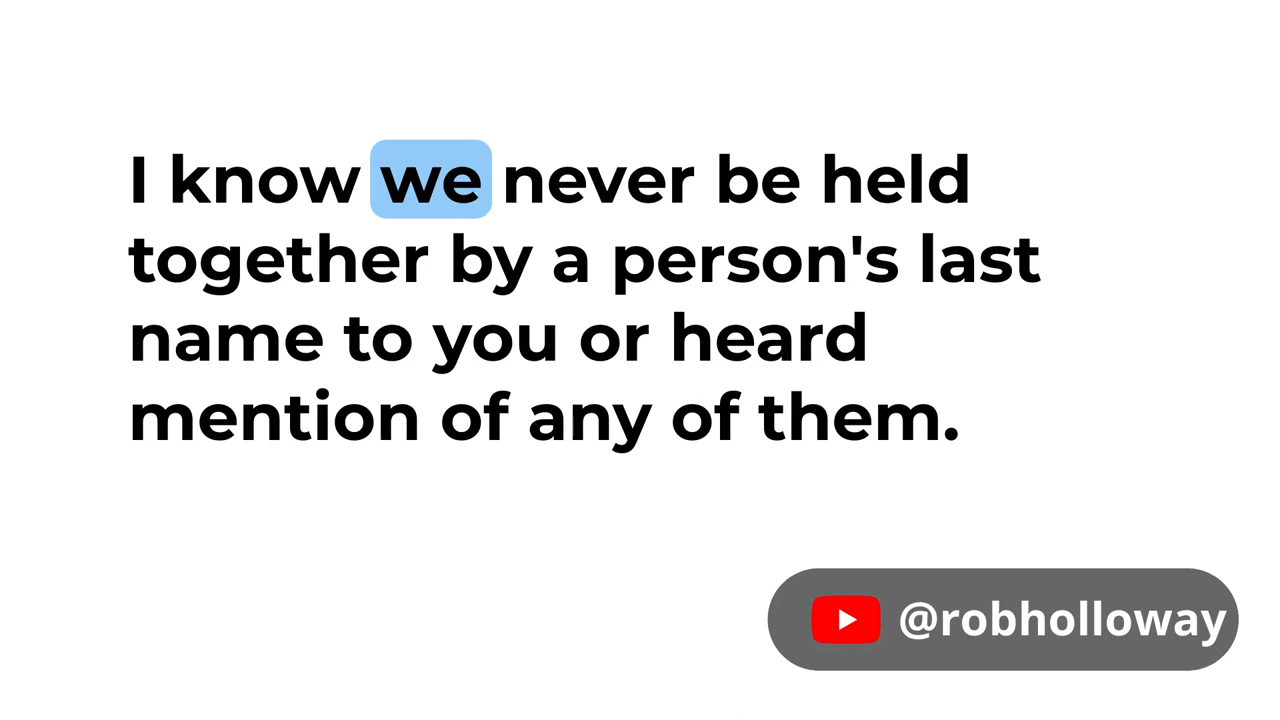 I know we never be held
together by a person's last
name to you or heard
mention of any of them.
@robholloway